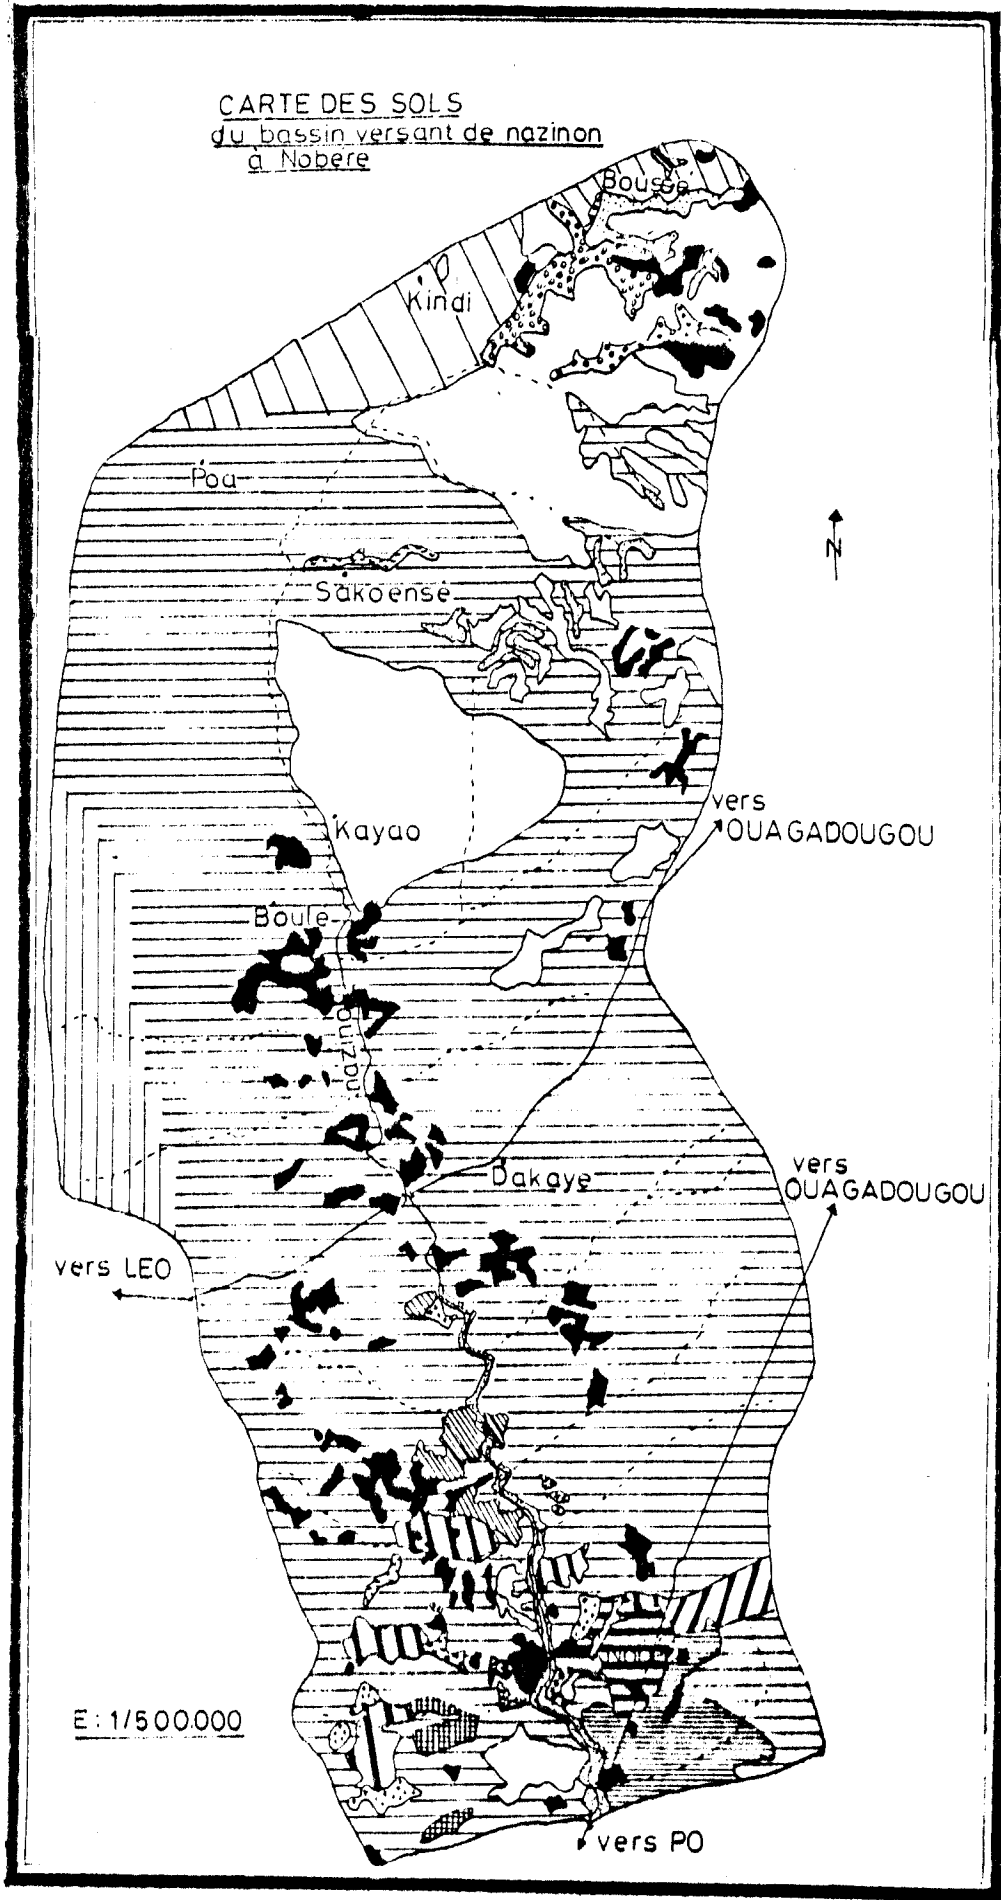 CARTE DES SOLS
du bassin versant de nazinon
à Nobere
Bousse
Kindi
Poa
N
Sakoense
vers
OUAGADOUGOU
Kayao
Boule
Dakaye
vers
OUAGADOUGOU
vers LEO
E : 1/500.000
vers PO